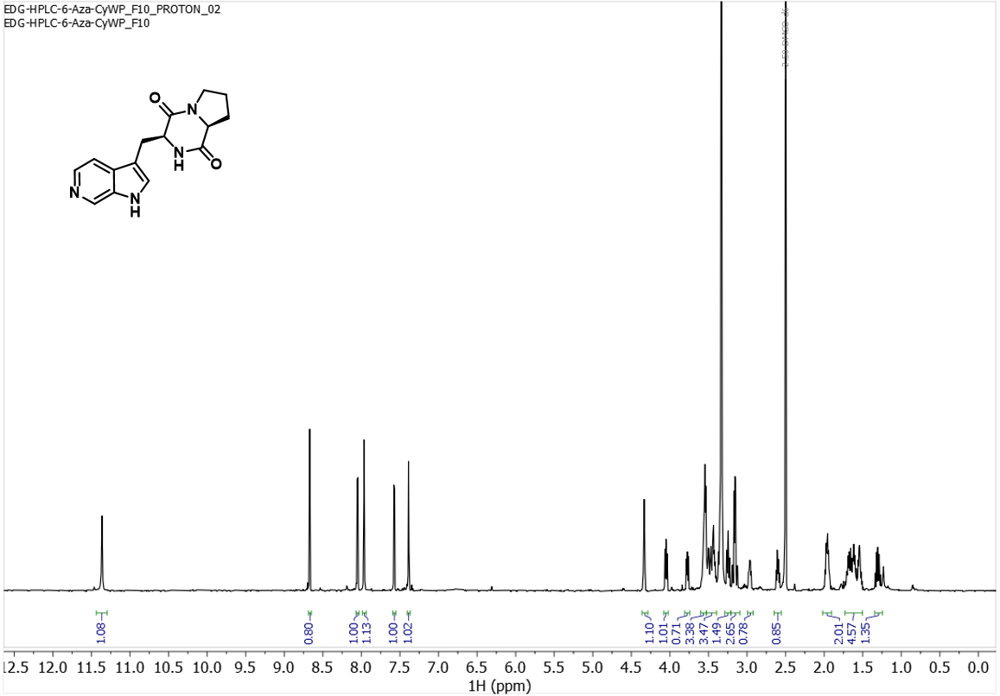 EDG-HPLC-6-Aza-CyWP_F10_PROTON_02
EDG-HPLC-6-Aza-CyWP_F10
2.50 DMSO-d6
O
N
N
H
O
N
N
H
1.08
0.80
1.00
1.13
1.00
1.02
1.10
1.01
0.71
3.38
3.47
1.49
2.65
0.78
0.85
2.01
4.57
1.35
12.5 12.0 11.5 11.0 10.5 10.0 9.5 9.0 8.5 8.0 7.5 7.0 6.5 6.0 5.5 5.0 4.5 4.0 3.5 3.0 2.5 2.0 1.5 1.0 0.5 0.0
1H (ppm)